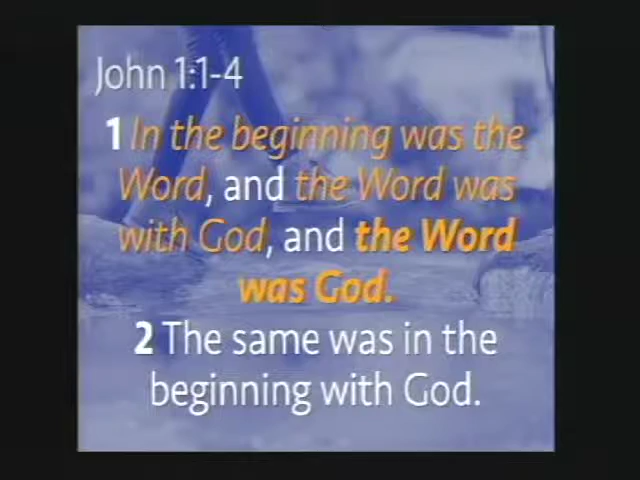 John 1:1-4
1 In the beginning was the
Word, and the Word was
with God, and the Word
was God.
2 The same was in the
beginning with God.